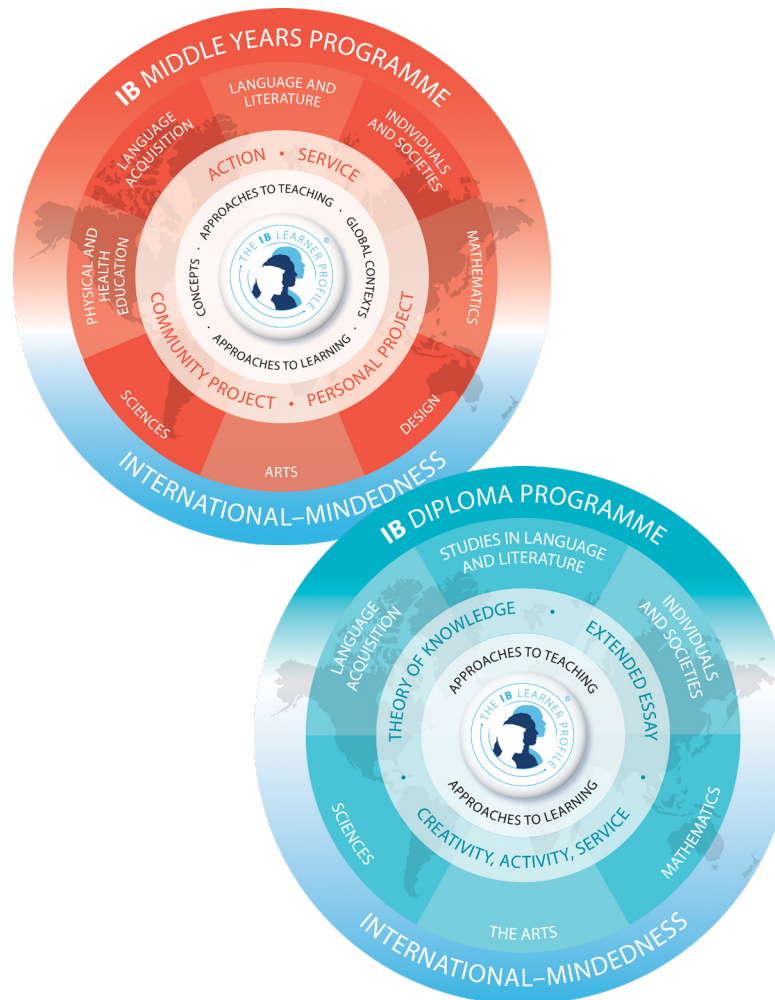 IB MIDDLE YEARS PROGRAMME
LANGUAGE AND
LITERATURE
INDIVIDUALS
AND SOCIETIES
MATHEMATICS
DESIGN
ARTS
SCIENCES
PHYSICAL AND
HEALTH
EDUCATION
LANGUAGE
ACQUISITION
ACTION • SERVICE
PERSONAL PROJECT
•
COMMUNITY PROJECT
APPROACHES TO TEACHING
· GLOBAL CONTEXTS ·
APPROACHES TO LEARNING
· CONCEPTS ·
THE IB LEARNER PROFILE ®
INTERNATIONAL–MINDEDNESS
IB DIPLOMA PROGRAMME
STUDIES IN LANGUAGE
AND LITERATURE
INDIVIDUALS
AND SOCIETIES
MATHEMATICS
THE ARTS
SCIENCES
LANGUAGE
ACQUISITION
THEORY OF KNOWLEDGE •
EXTENDED ESSAY •
CREATIVITY, ACTIVITY, SERVICE •
APPROACHES TO TEACHING
APPROACHES TO LEARNING
THE IB LEARNER PROFILE ®
INTERNATIONAL–MINDEDNESS